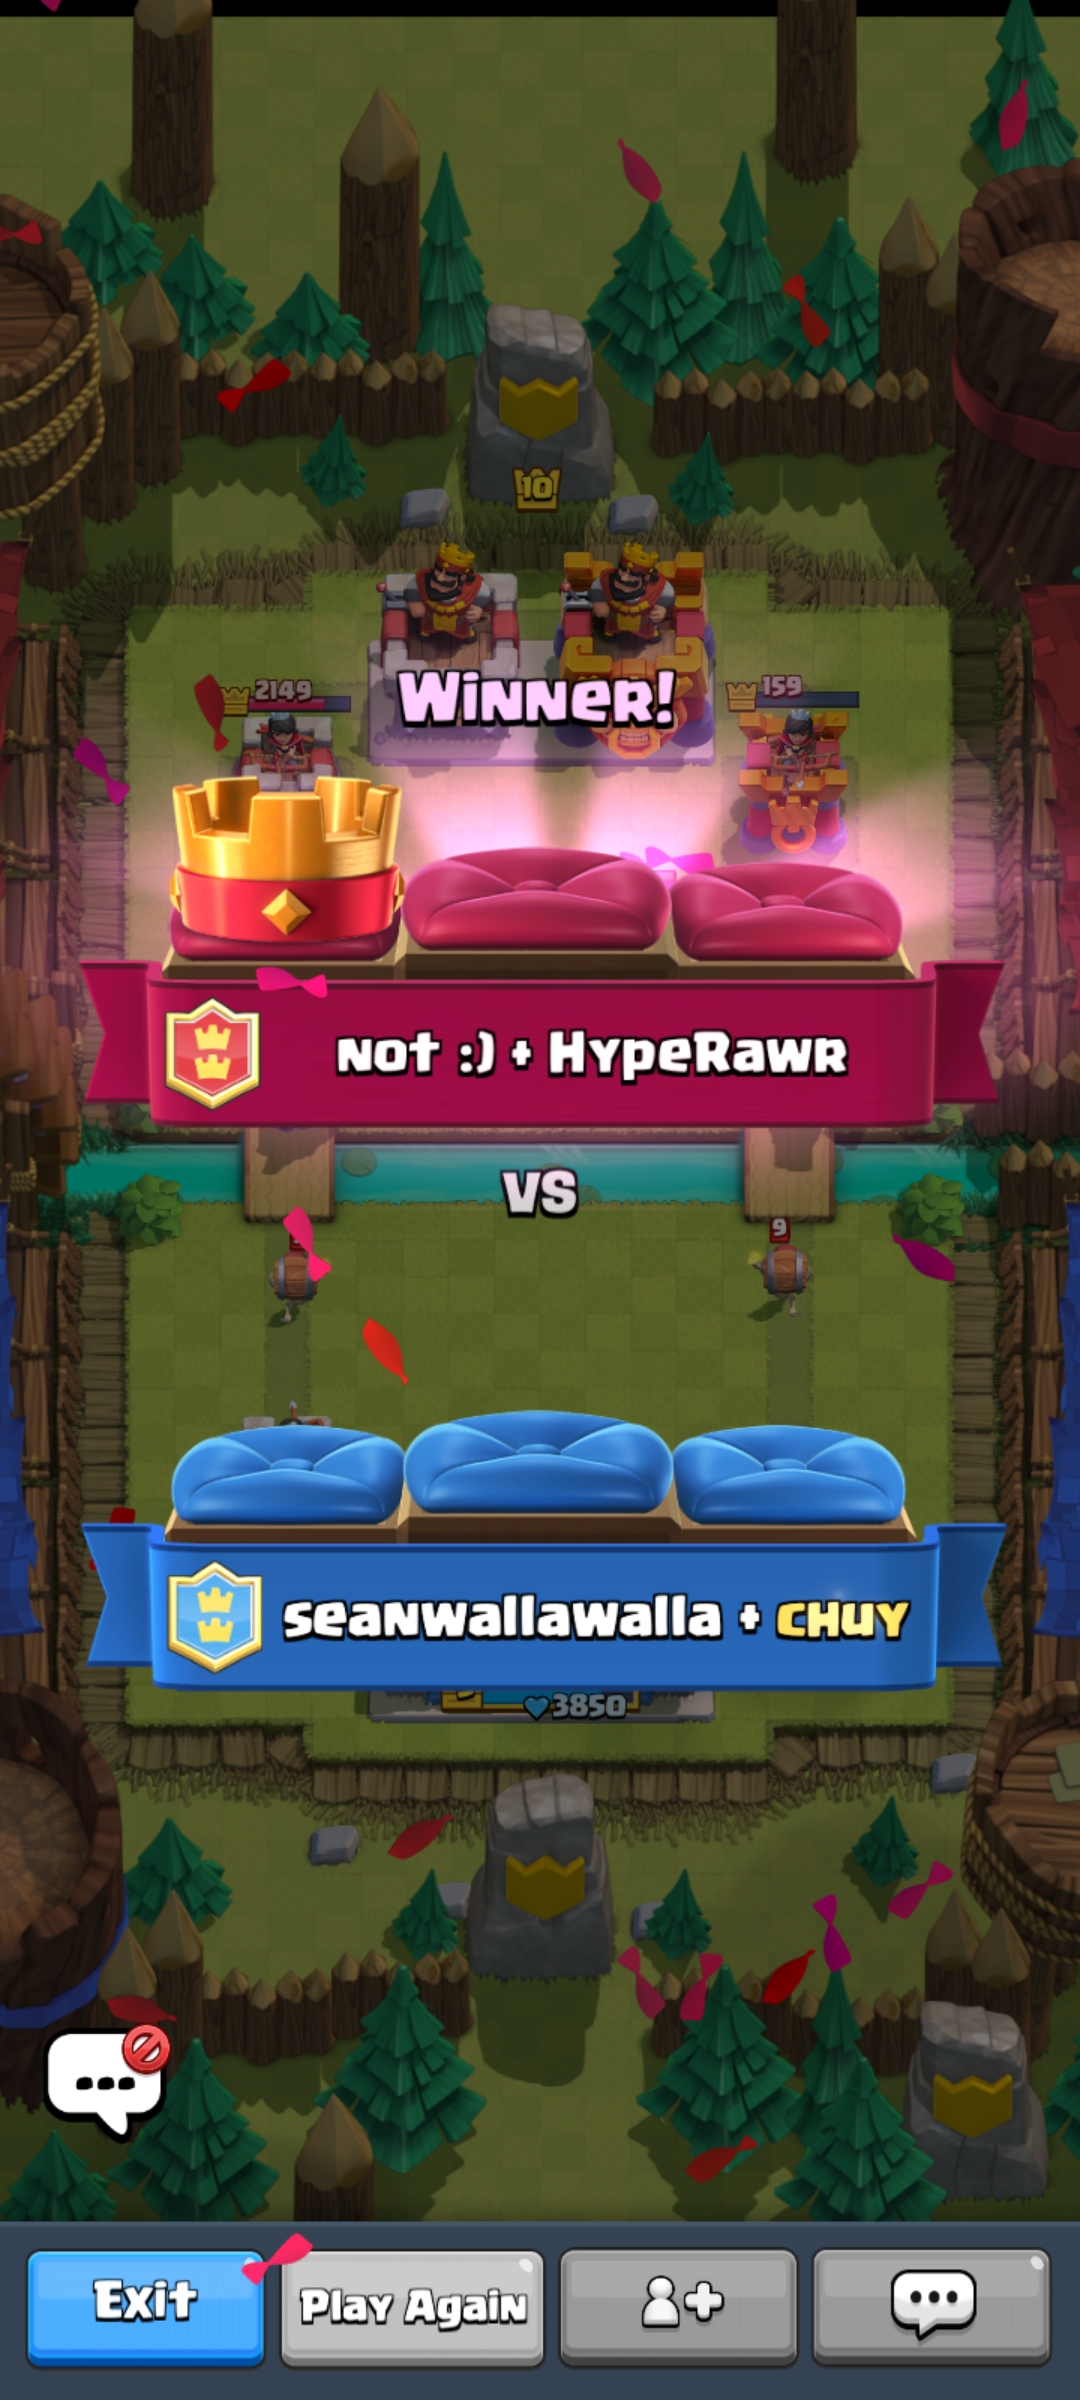 10
2149
Winner!
159
not :) + HypeRawr
VS
9
seanwallawalla + CHUY
3850
Exit
Play Again